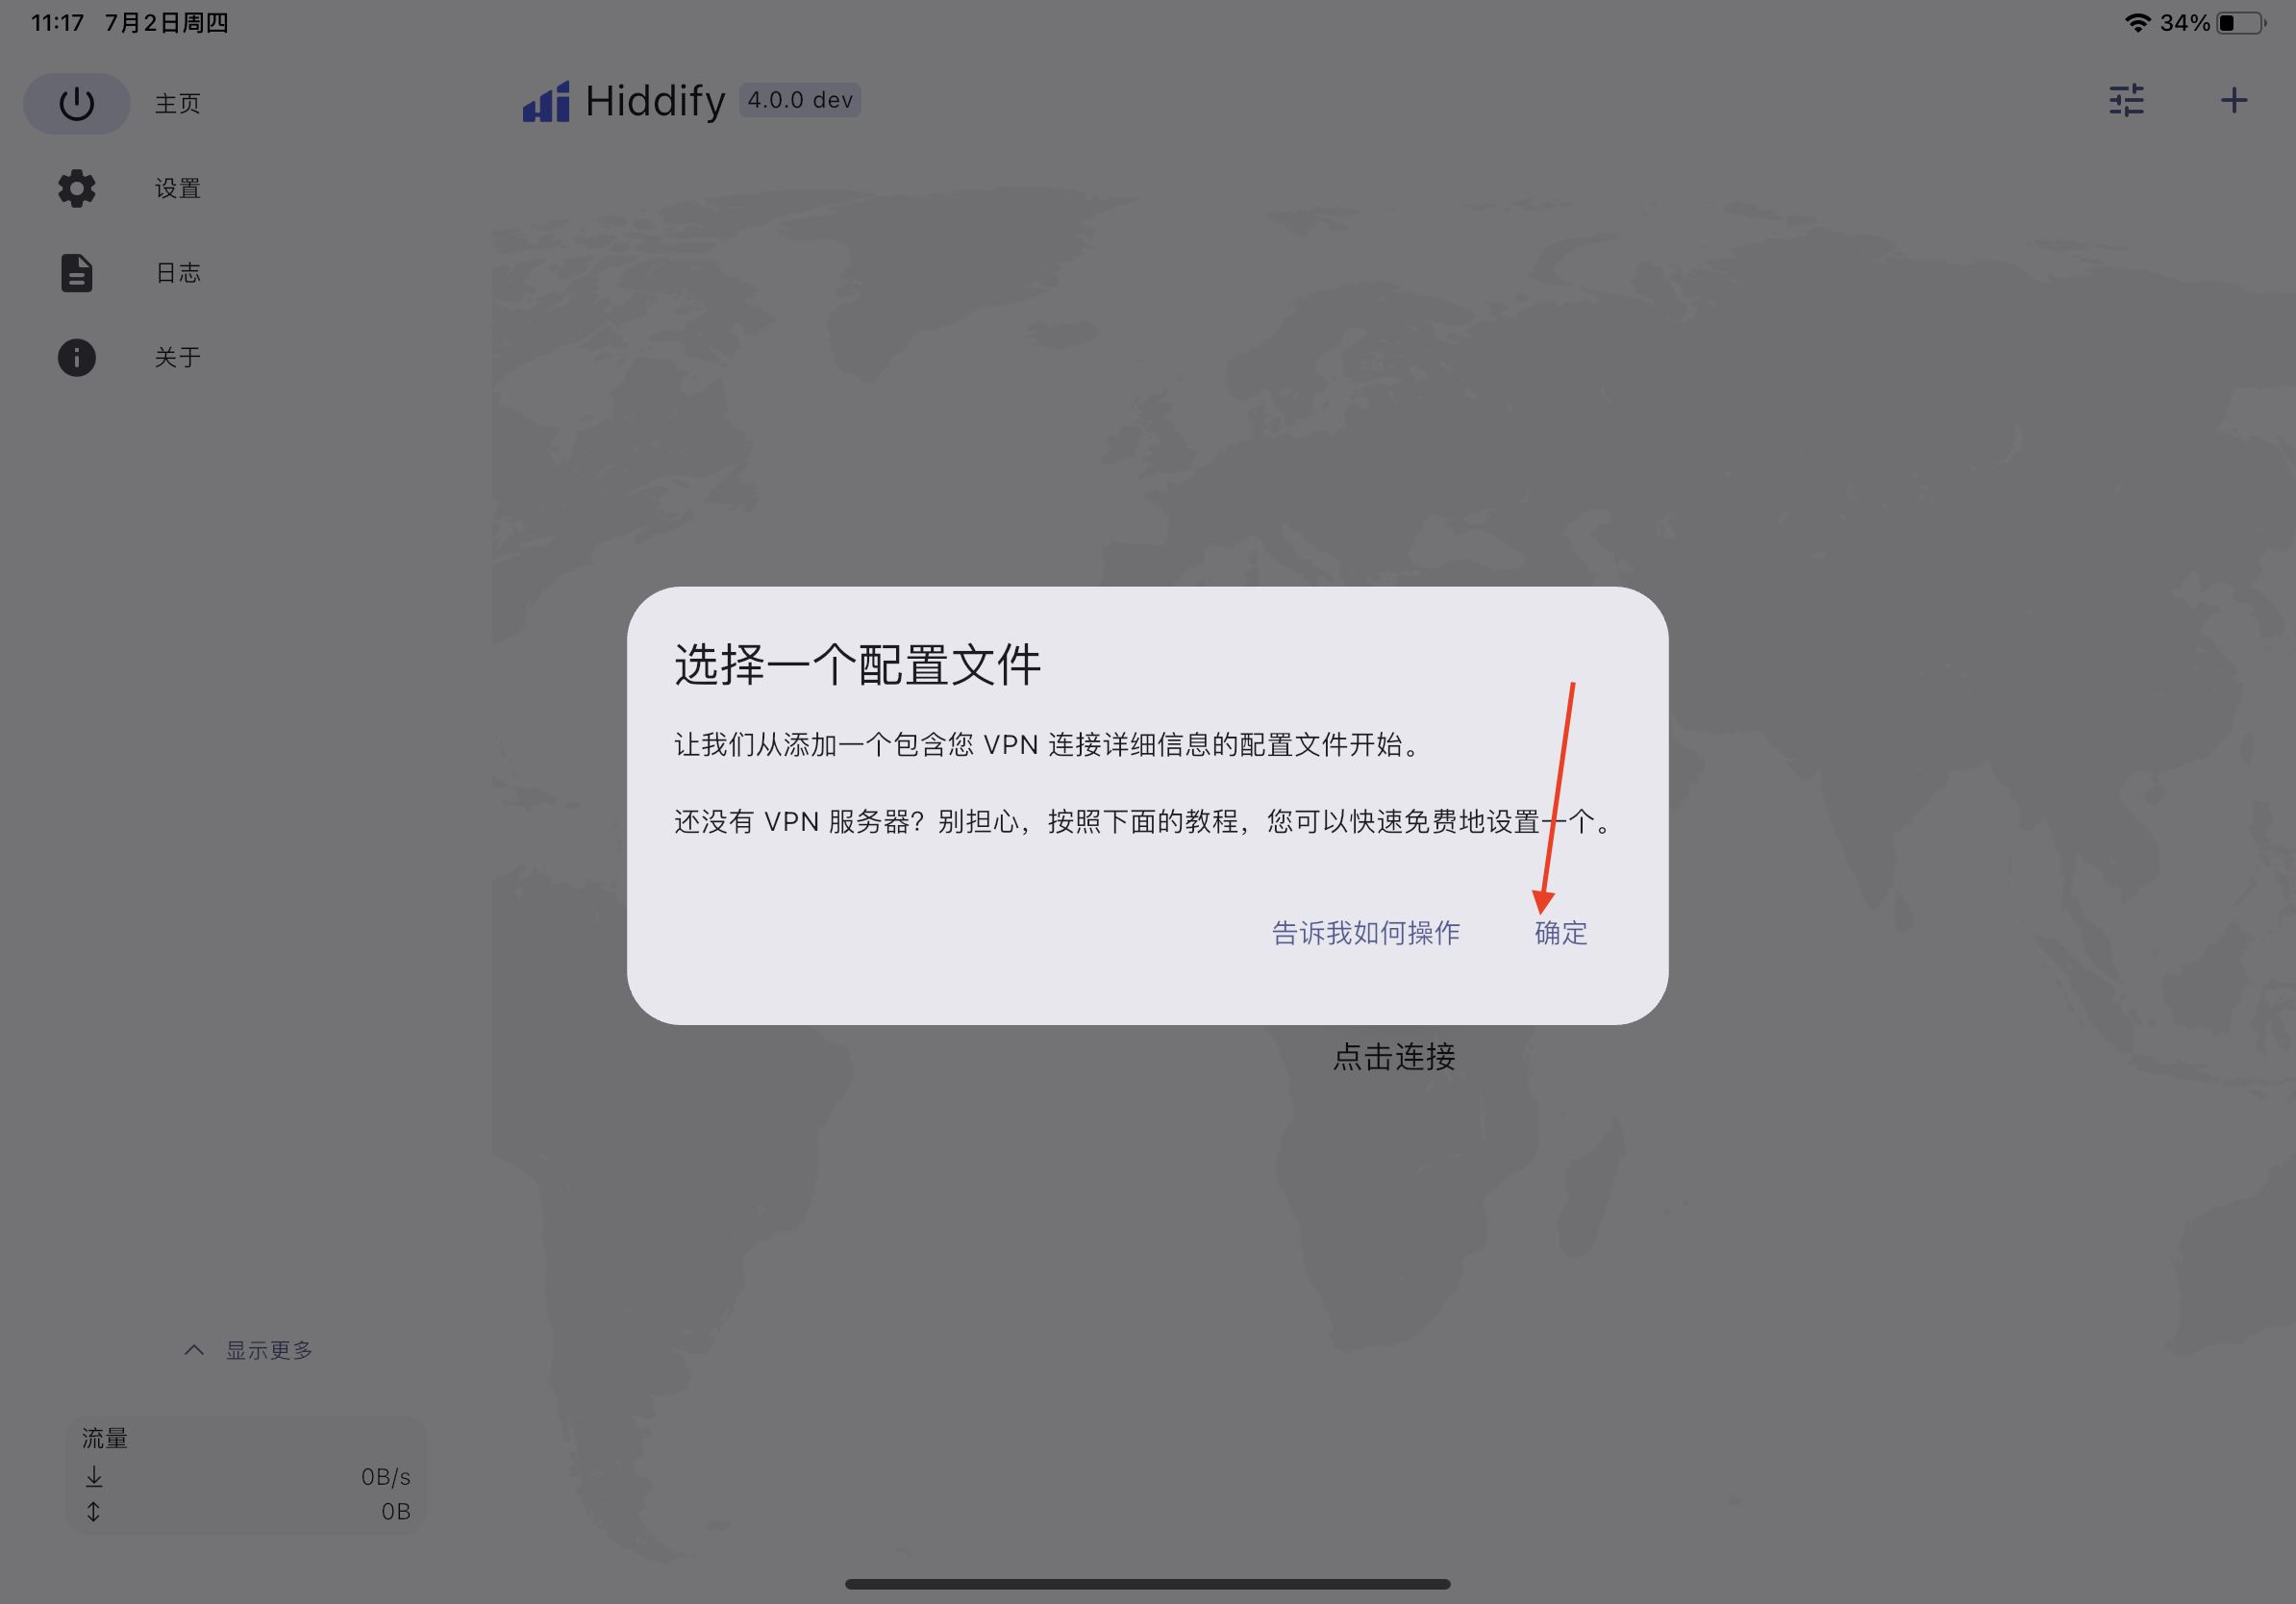 11:17 7月2日周四
34%
主页
设置
日志
关于
Hiddify 4.0.0 dev
选择一个配置文件
让我们从添加一个包含您 VPN 连接详细信息的配置文件开始。
还没有 VPN 服务器？别担心，按照下面的教程，您可以快速免费地设置一个。
告诉我如何操作 确定
点击连接
显示更多
流量
0B/s
0B